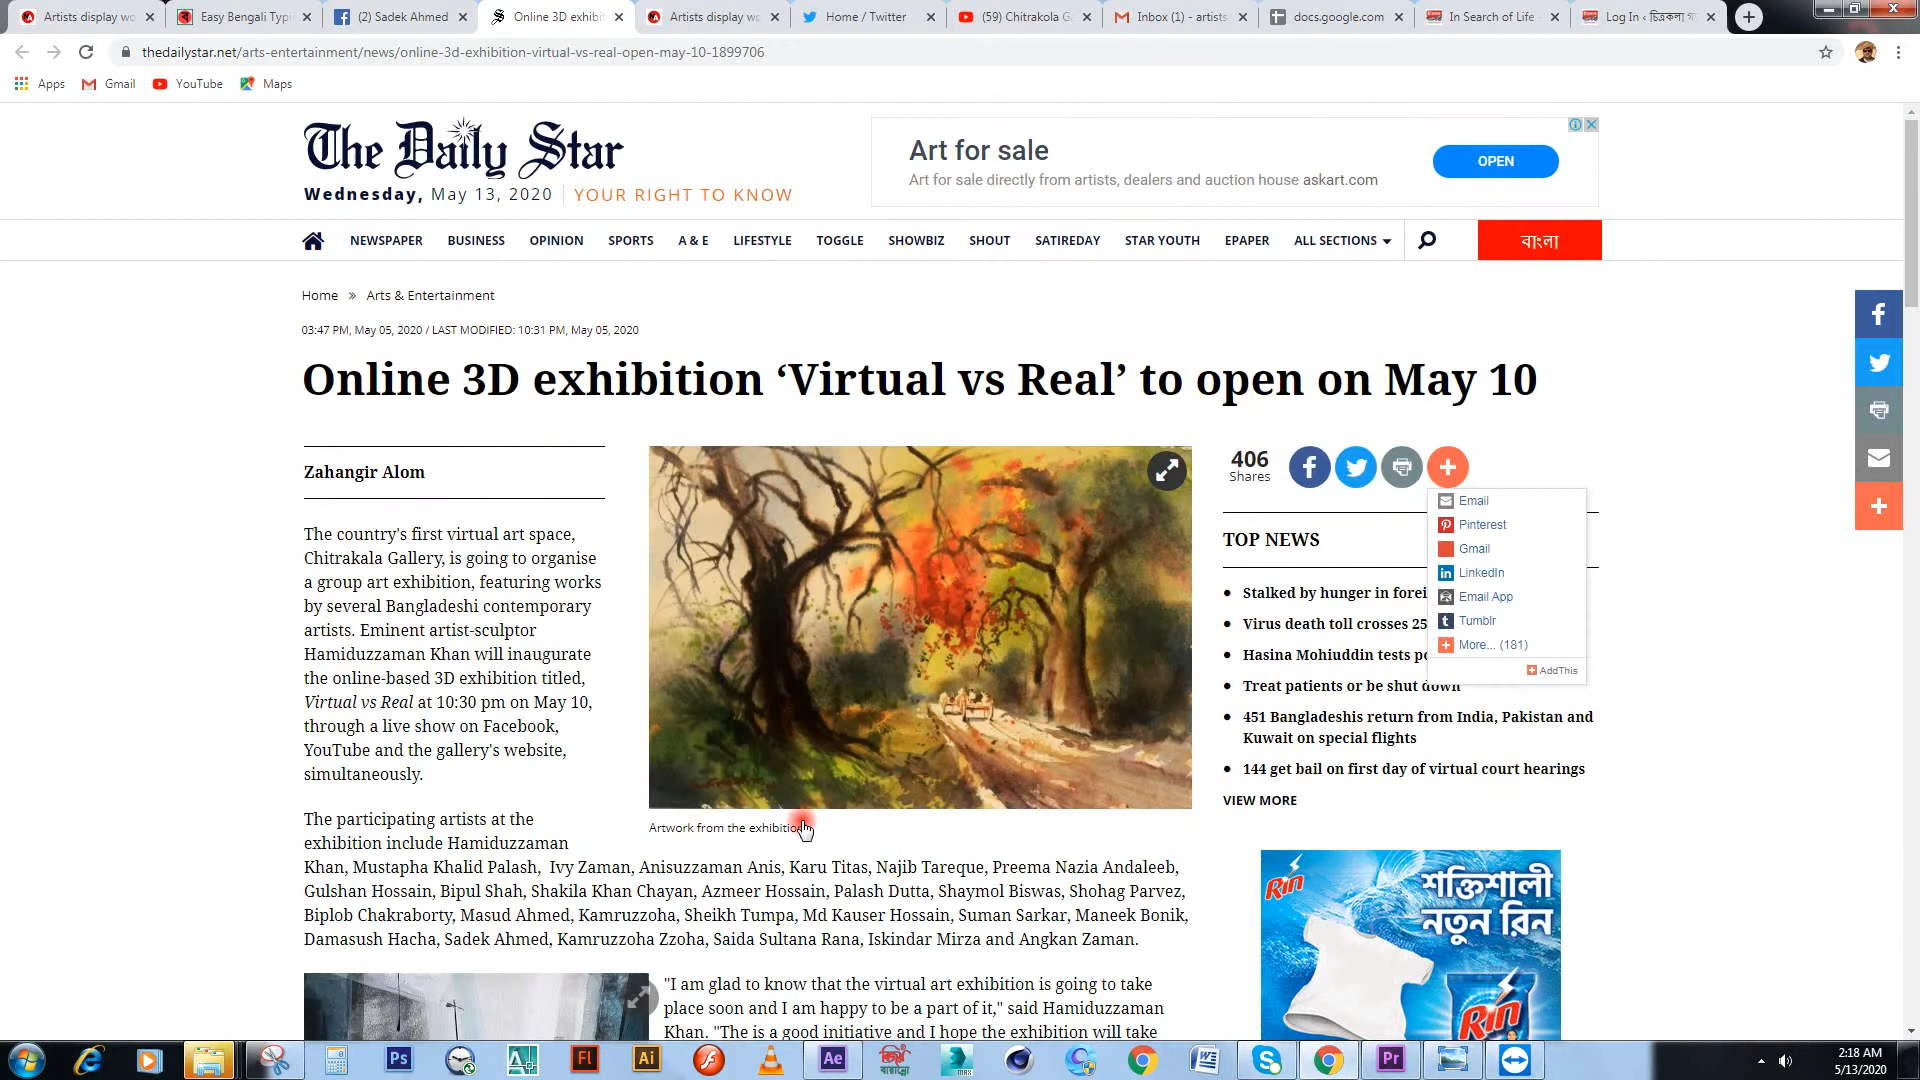 Artists display wo
Easy Bengali Typi
(2) Sadek Ahmed
Online 3D exhibit
Artists display wo
Home / Twitter
(59) Chitrakola G
Inbox (1) - artists
docs.google.com
In Search of Life
Log In ‹ চিত্রকলা গ
thedailystar.net/arts-entertainment/news/online-3d-exhibition-virtual-vs-real-open-may-10-1899706
Apps
Gmail
YouTube
Maps
The Daily Star
Wednesday, May 13, 2020
YOUR RIGHT TO KNOW
Art for sale
Art for sale directly from artists, dealers and auction house askart.com
OPEN
NEWSPAPER
BUSINESS
OPINION
SPORTS
A & E
LIFESTYLE
TOGGLE
SHOWBIZ
SHOUT
SATIREDAY
STAR YOUTH
EPAPER
ALL SECTIONS
বাংলা
Home » Arts & Entertainment
03:47 PM, May 05, 2020 / LAST MODIFIED: 10:31 PM, May 05, 2020
Online 3D exhibition ‘Virtual vs Real’ to open on May 10
Zahangir Alom
The country's first virtual art space,
Chitrakala Gallery, is going to organise
a group art exhibition, featuring works
by several Bangladeshi contemporary
artists. Eminent artist-sculptor
Hamiduzzaman Khan will inaugurate
the online-based 3D exhibition titled,
Virtual vs Real at 10:30 pm on May 10,
through a live show on Facebook,
YouTube and the gallery's website,
simultaneously.
Artwork from the exhibition
The participating artists at the
exhibition include Hamiduzzaman
Khan, Mustapha Khalid Palash, Ivy Zaman, Anisuzzaman Anis, Karu Titas, Najib Tareque, Preema Nazia Andaleeb,
Gulshan Hossain, Bipul Shah, Shakila Khan Chayan, Azmeer Hossain, Palash Dutta, Shaymol Biswas, Shohag Parvez,
Biplob Chakraborty, Masud Ahmed, Kamruzzoha, Sheikh Tumpa, Md Kauser Hossain, Suman Sarkar, Maneek Bonik,
Damasush Hacha, Sadek Ahmed, Kamruzzoha Zzoha, Saida Sultana Rana, Iskindar Mirza and Angkan Zaman.
"I am glad to know that the virtual art exhibition is going to take
place soon and I am happy to be a part of it," said Hamiduzzaman
Khan. "The is a good initiative and I hope the exhibition will take
406
Shares
Email
Pinterest
Gmail
LinkedIn
Email App
Tumblr
More... (181)
AddThis
TOP NEWS
Stalked by hunger in forei
Virus death toll crosses 25
Hasina Mohiuddin tests po
Treat patients or be shut down
451 Bangladeshis return from India, Pakistan and
Kuwait on special flights
144 get bail on first day of virtual court hearings
VIEW MORE
Rin
শক্তিশালী
নতুন রিন
Rin
Ps
Fl
Ai
Ae
MAX
Pr
2:18 AM
5/13/2020